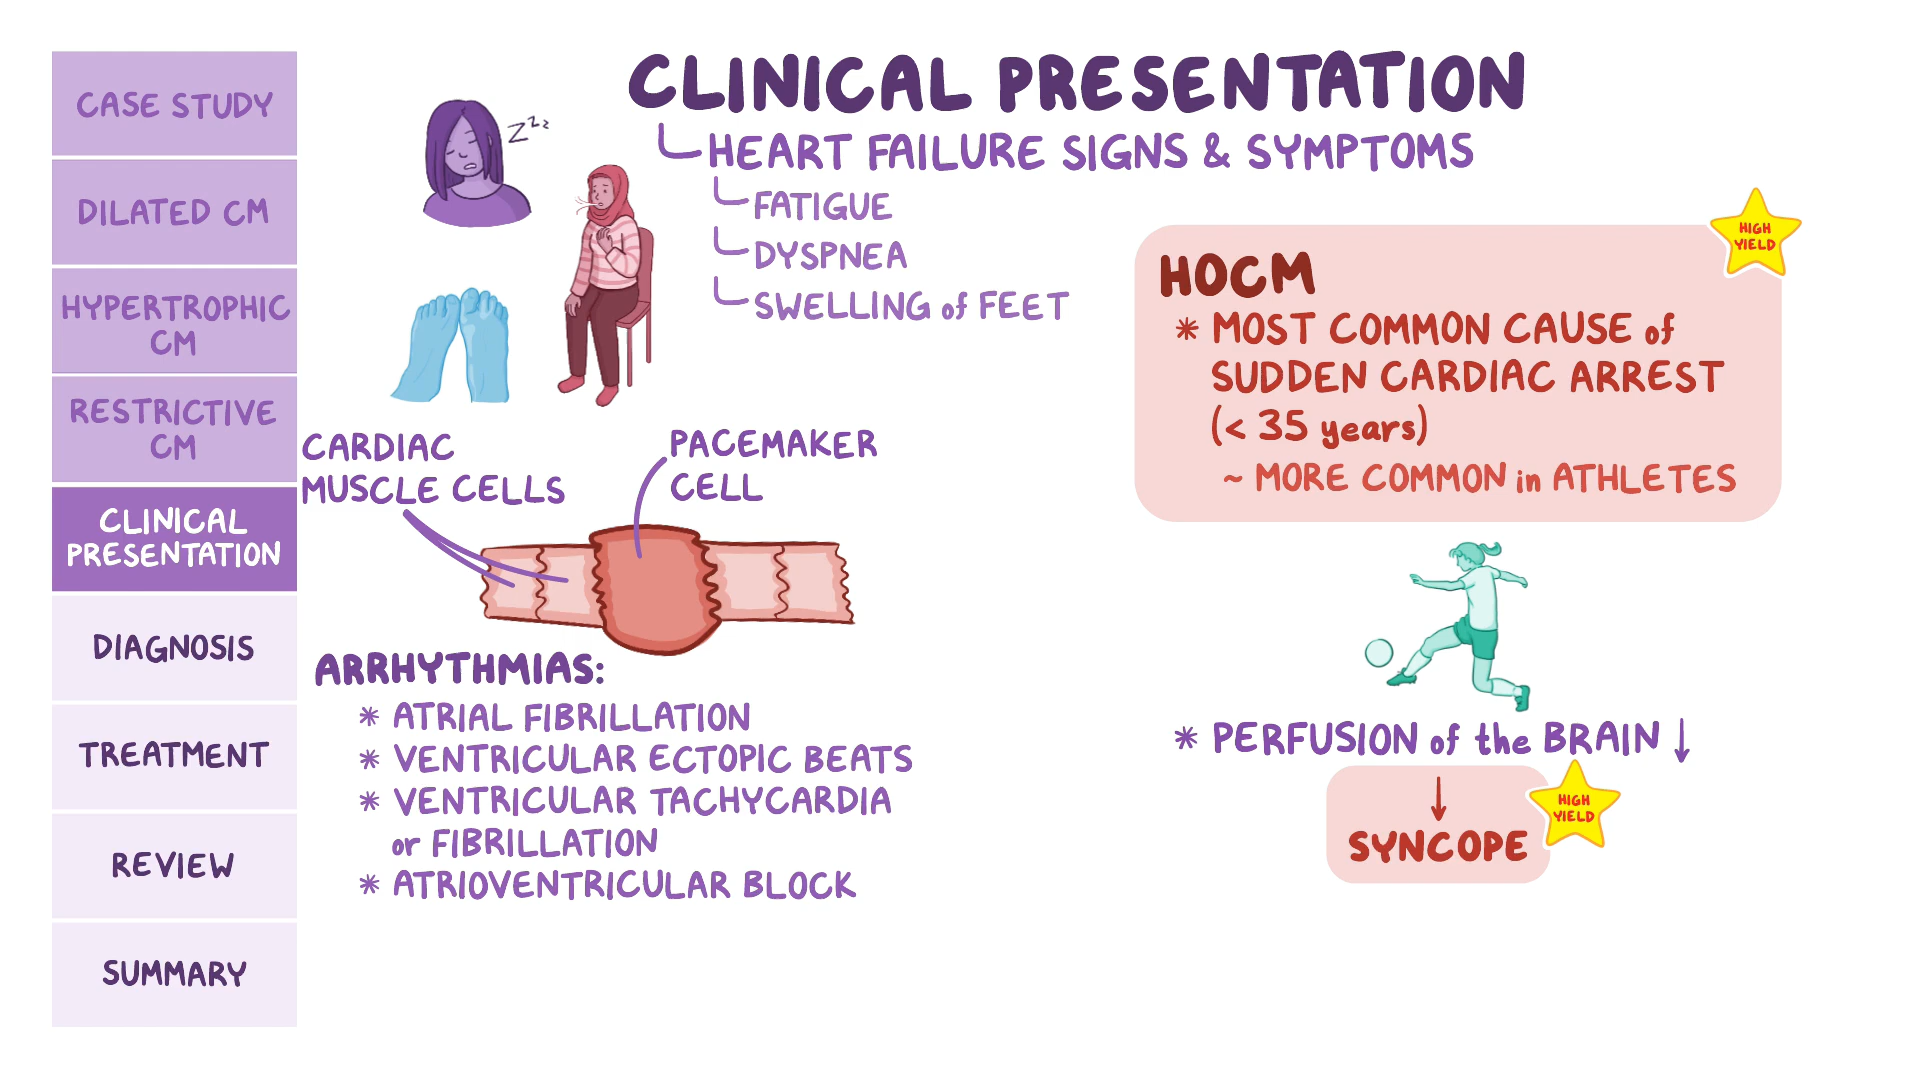 CASE STUDY
DILATED CM
HYPERTROPHIC
CM
RESTRICTIVE
CM
CLINICAL
PRESENTATION
DIAGNOSIS
TREATMENT
REVIEW
SUMMARY
CLINICAL PRESENTATION
HEART FAILURE SIGNS & SYMPTOMS
FATIGUE
DYSPNEA
SWELLING of FEET
Zzzz
CARDIAC
MUSCLE CELLS
PACEMAKER
CELL
ARRHYTHMIAS:
* ATRIAL FIBRILLATION
* VENTRICULAR ECTOPIC BEATS
* VENTRICULAR TACHYCARDIA
or FIBRILLATION
* ATRIOVENTRICULAR BLOCK
HIGH
YIELD
HOCM
* MOST COMMON CAUSE of
SUDDEN CARDIAC ARREST
(< 35 years)
~ MORE COMMON in ATHLETES
* PERFUSION of the BRAIN ↓
↓
SYNCOPE
HIGH
YIELD